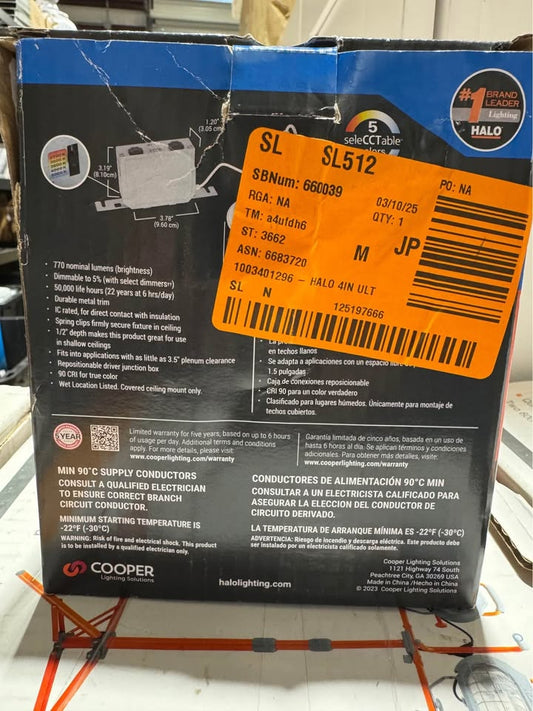 #1 BRAND
LEADER
Lighting
HALO
5
seleCCTable
1.20"
(3.05 cm)
3.19"
(8.10cm)
3.78"
(9.60 cm)
SL SL512
SBNum: 660039
PO: NA
RGA: NA
03/10/25
TM: a4uldh6
QTY: 1
ST: 3662
ASN: 6683720
M JP
1003401296 - HALO 4IN ULT
SL N
125197666
• 770 nominal lumens (brightness)
• Dimmable to 5% (with select dimmers**)
• 50,000 life hours (22 years at 6 hrs/day)
• Durable metal trim
• IC rated, for direct contact with insulation
• Spring clips firmly secure fixture in ceiling
• 1/2" depth makes this product great for use
in shallow ceilings
• Fits into applications with as little as 3.5" plenum clearance
• Repositionable driver junction box
• 90 CRI for true color
• Wet Location Listed. Covered ceiling mount only.
en techos llanos
• Se adapta a aplicaciones con un espacio
1.5 pulgadas
• Caja de conexiones reposicionable
• CRI 90 para un color verdadero
• Clasificado para lugares húmedos. Únicamente para montaje de
techos cubiertos.
5 YEAR
Limited warranty for five years, based on up to 6 hours
of usage per day. Additional terms and conditions
apply. For more details, please visit:
www.cooperlighting.com/warranty
Garantía limitada de cinco años, basada en un uso de
hasta 6 horas al día. Se aplican términos y condiciones
adicionales. Para obtener más detalles, visite:
www.cooperlighting.com/warranty
MIN 90°C SUPPLY CONDUCTORS
CONSULT A QUALIFIED ELECTRICIAN
TO ENSURE CORRECT BRANCH
CIRCUIT CONDUCTOR.
MINIMUM STARTING TEMPERATURE IS
-22°F (-30°C)
WARNING: Risk of fire and electrical shock. This product
is to be installed by a qualified electrician only.
CONDUCTORES DE ALIMENTACIÓN 90°C MIN
CONSULTAR A UN ELECTRICISTA CALIFICADO PARA
ASEGURAR LA ELECCION DEL CONDUCTOR DE
CIRCUITO DERIVADO.
LA TEMPERATURA DE ARRANQUE MÍNIMA ES -22°F (-30°C)
ADVERTENCIA: Riesgo de incendio y descarga eléctrica. Este producto debe
ser instalado por un electricista calificado solamente.
COOPER
Lighting Solutions
halolighting.com
Cooper Lighting Solutions
1121 Highway 74 South
Peachtree City, GA 30269 USA
Made in China /Hecho in China
© 2023 Cooper Lighting Solutions